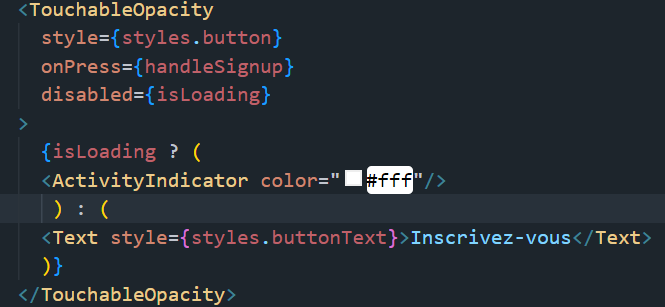 <TouchableOpacity
style={styles.button}
onPress={handleSignup}
disabled={isLoading}
>
{isLoading ? (
<ActivityIndicator color="#fff"/>
) : (
<Text style={styles.buttonText}>Inscrivez-vous</Text>
)}
</TouchableOpacity>